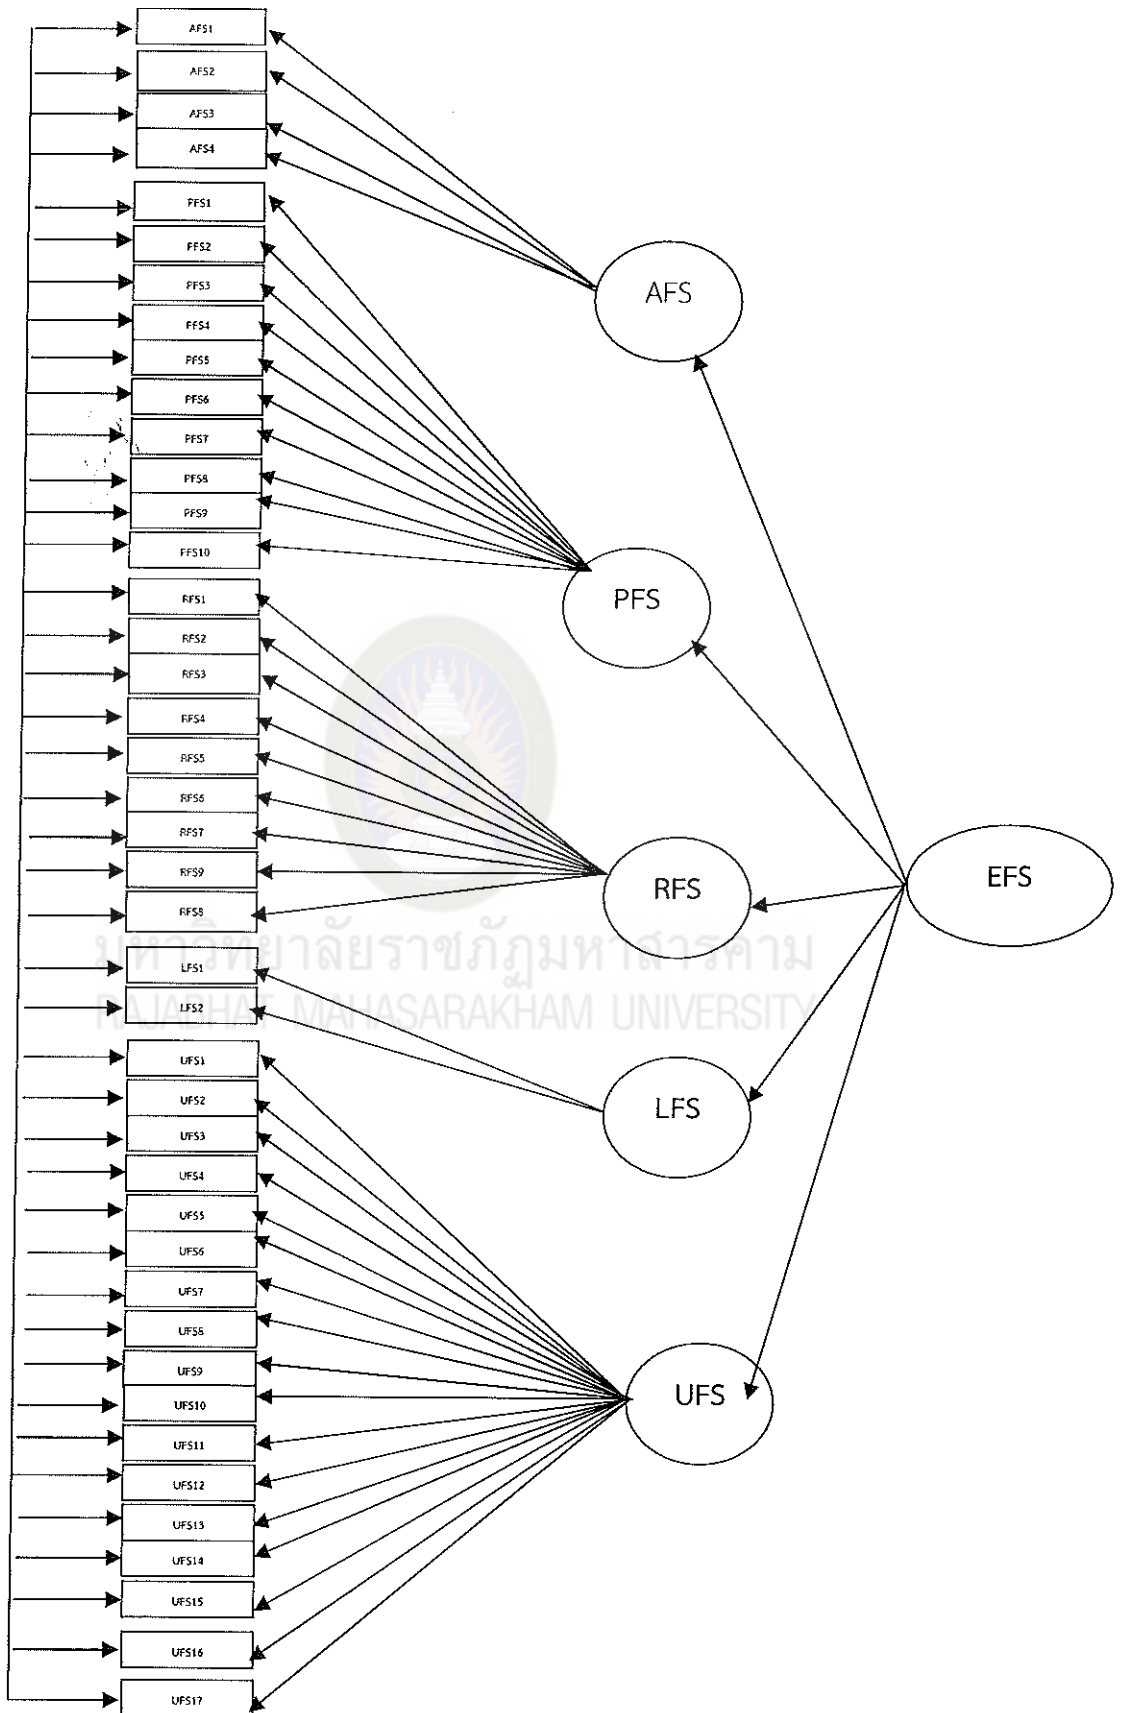 AFS1
AFS2
AFS3
AFS4
PFS1
PFS2
PFS3
PFS4
PFS5
PFS6
PFS7
PFS8
PFS9
PFS10
RFS1
RFS2
RFS3
RFS4
RFS5
RFS6
RFS7
RFS9
RFS8
LFS1
LFS2
UFS1
UFS2
UFS3
UFS4
UFS5
UFS6
UFS7
UFS8
UFS9
UFS10
UFS11
UFS12
UFS13
UFS14
UFS15
UFS16
UFS17
AFS
PFS
RFS
LFS
UFS
EFS
มหาวิทยาลัยราชภัฏมหาสารคาม
RAJABHAT MAHASARAKHAM UNIVERSITY